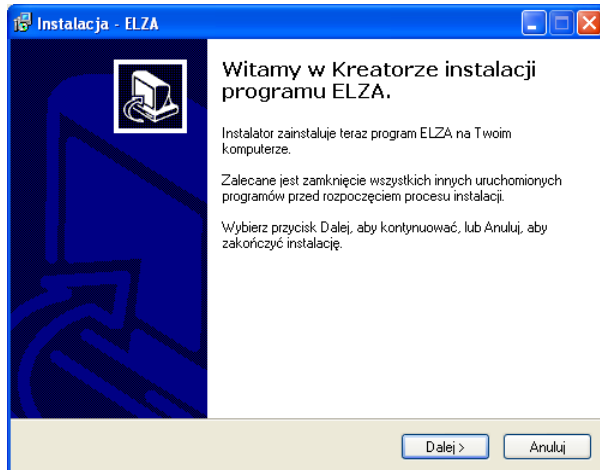 Instalacja - ELZA
Witamy w Kreatorze instalacji
programu ELZA.
Instalator zainstaluje teraz program ELZA na Twoim
komputerze.
Zalecane jest zamknięcie wszystkich innych uruchomionych
programów przed rozpoczęciem procesu instalacji.
Wybierz przycisk Dalej, aby kontynuować, lub Anuluj, aby
zakończyć instalację.
Dalej >
Anuluj